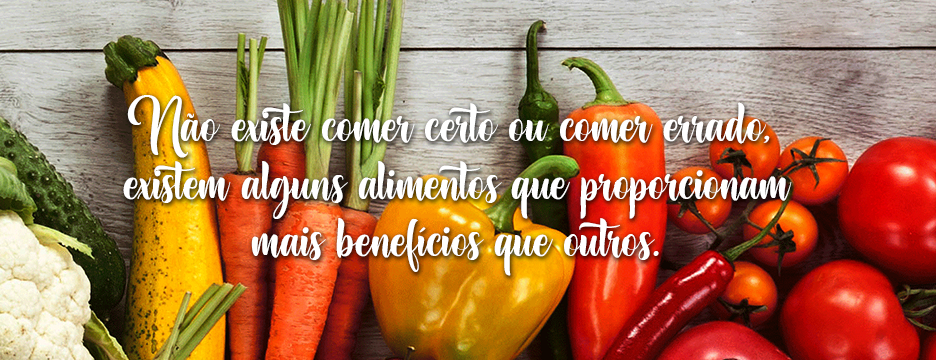 Não existe comer certo ou comer errado,
existem alguns alimentos que proporcionam
mais benefícios que outros.